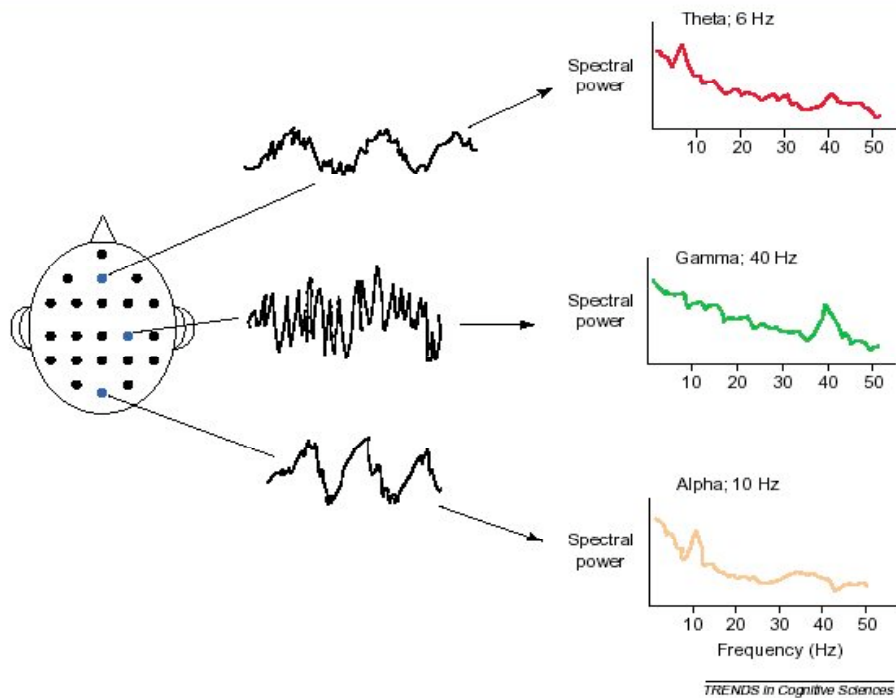 Theta; 6 Hz
Spectral
power
10 20 30 40 50
Gamma; 40 Hz
Spectral
power
10 20 30 40 50
Alpha; 10 Hz
Spectral
power
10 20 30 40 50
Frequency (Hz)
TRENDS in Cognitive Sciences